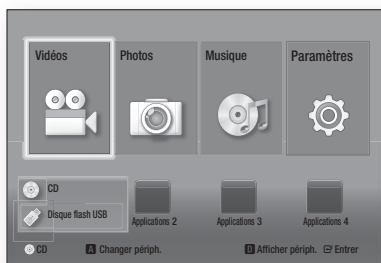 Vidéos Photos Musique Paramètres
CD
Disque flash USB
Applications 2 Applications 3 Applications 4
CD A Changer périph. D Afficher périph. Entrer